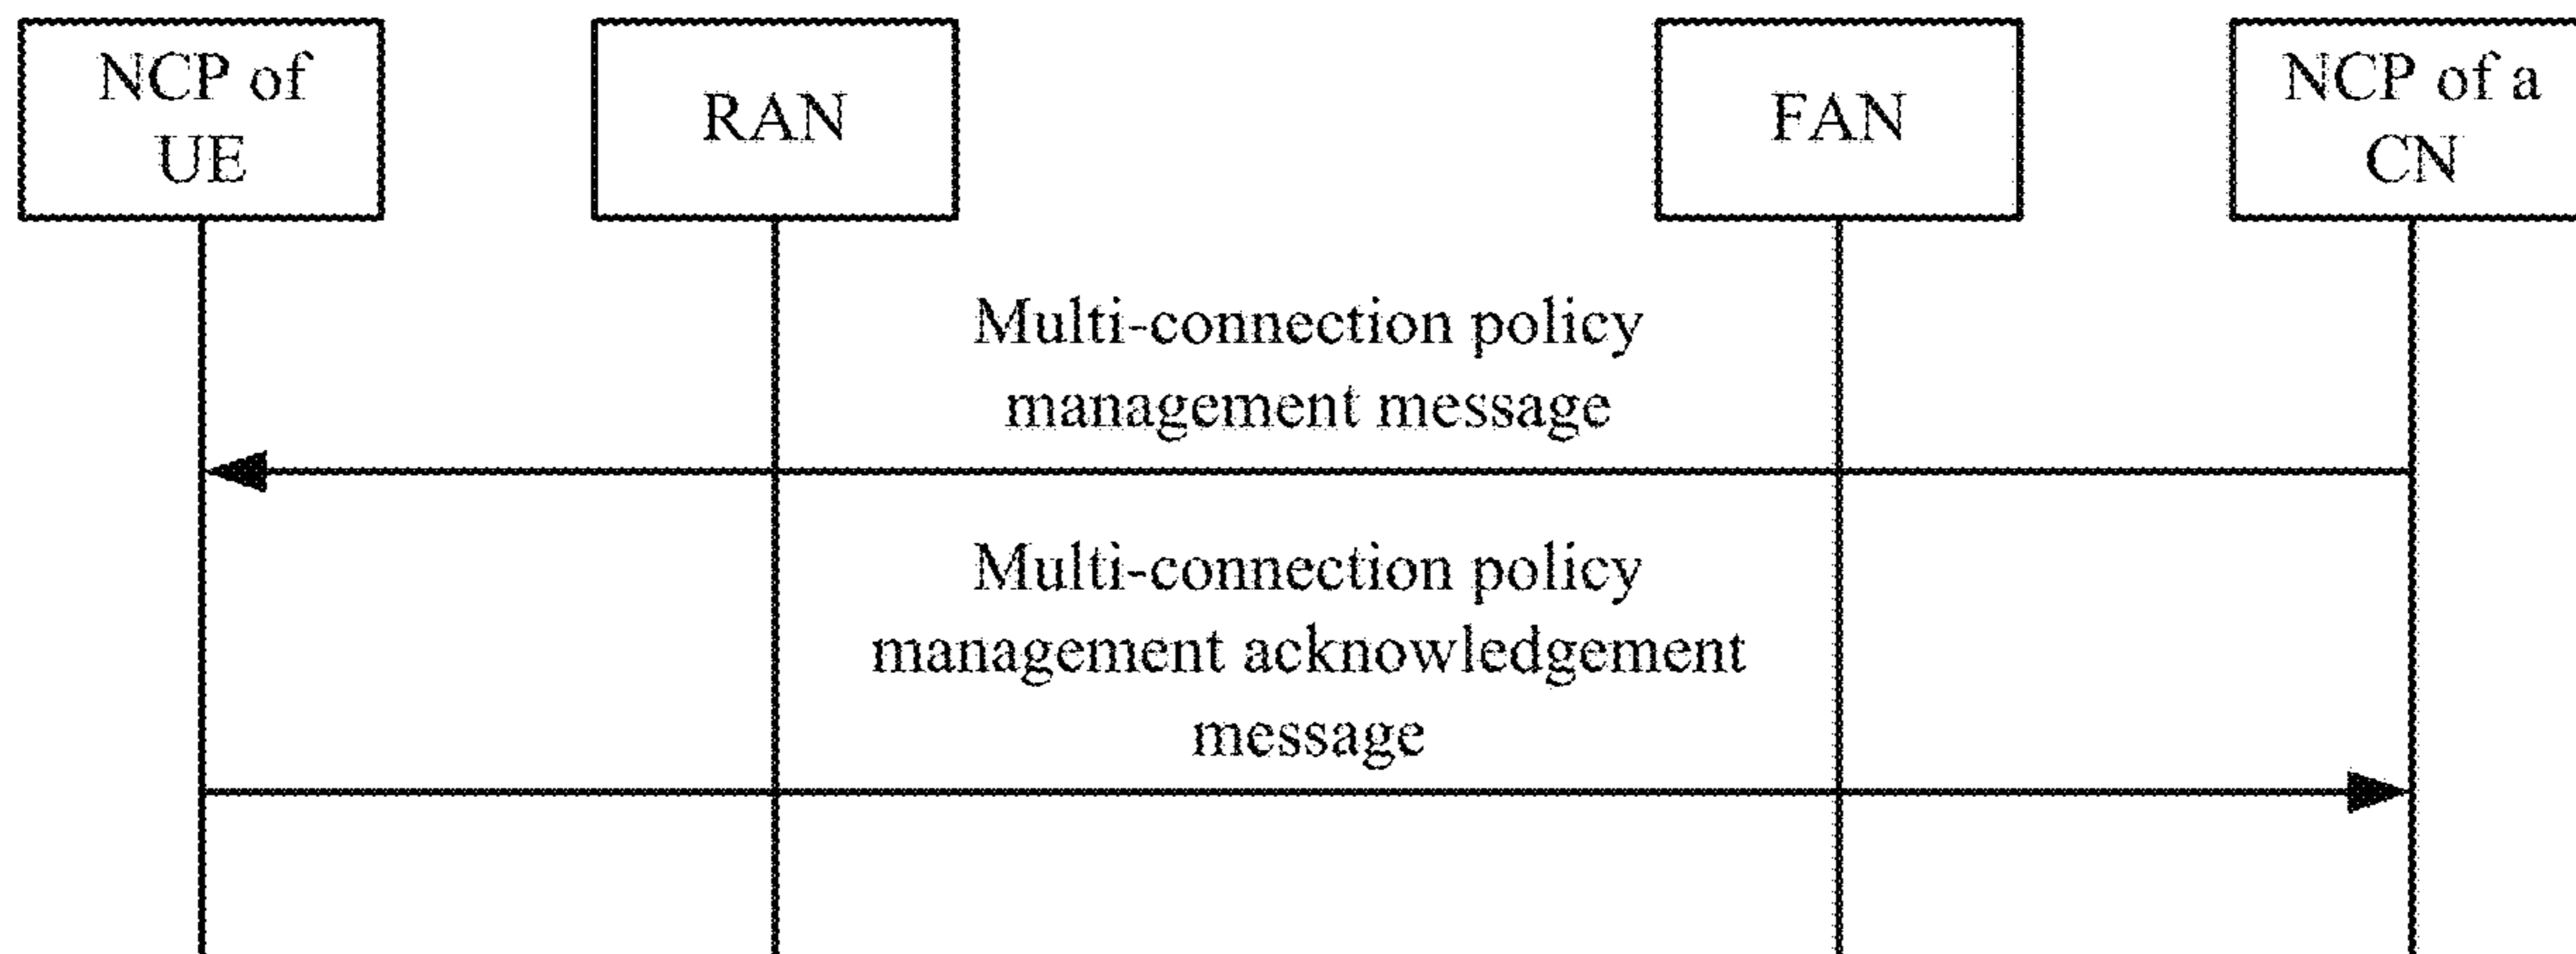 NCP of
UE
RAN
FAN
NCP of a
CN
Multi-connection policy
management message
Multi-connection policy
management acknowledgement
message